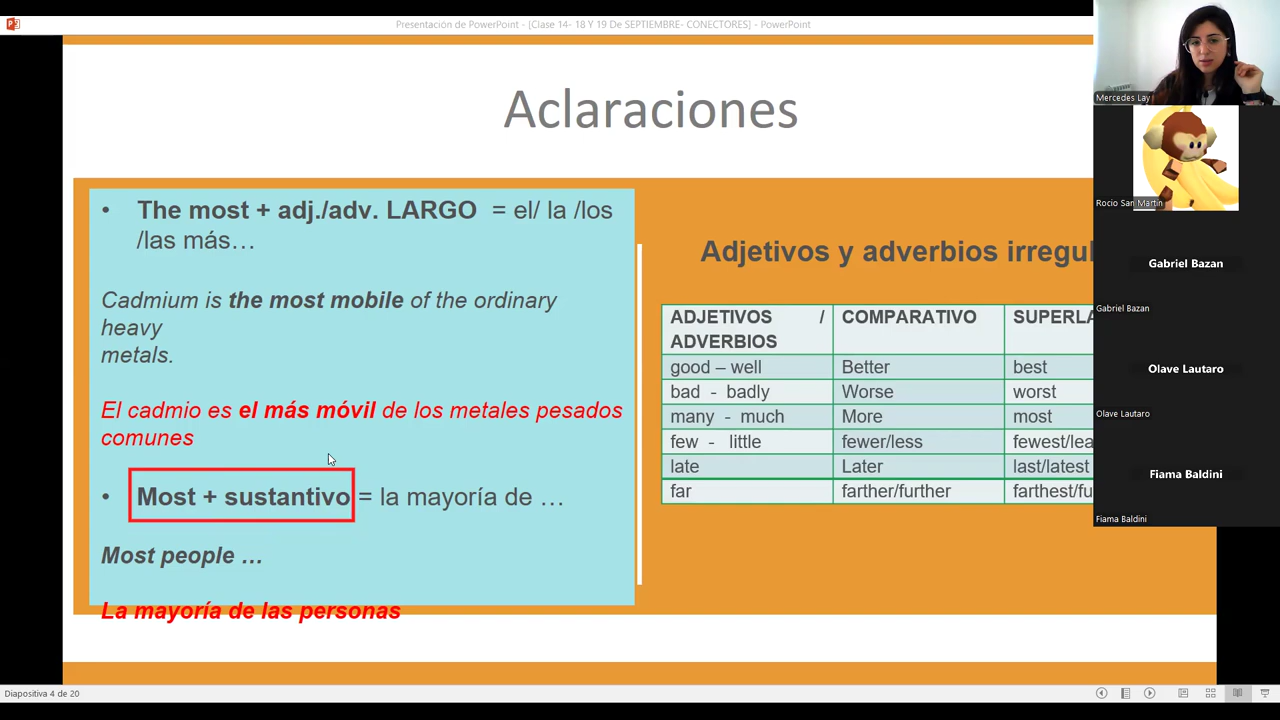 Presentación de PowerPoint - [Clase 14- 18 Y 19 DE SEPTIEMBRE- CONECTORES] - PowerPoint
Aclaraciones
• The most + adj./adv. LARGO = el/ la /los
/las más…
Cadmium is the most mobile of the ordinary
heavy
metals.
El cadmio es el más móvil de los metales pesados
comunes
• Most + sustantivo = la mayoría de …
Most people …
La mayoría de las personas
Adjetivos y adverbios irregul
ADJETIVOS / ADVERBIOS COMPARATIVO SUPERLA
good – well Better best
bad - badly Worse worst
many - much More most
few - little fewer/less fewest/lea
late Later last/latest
far farther/further farthest/fu
Mercedes Lay
Rocio San Martin
Gabriel Bazan
Gabriel Bazan
Olave Lautaro
Olave Lautaro
Fiama Baldini
Fiama Baldini
Diapositiva 4 de 20